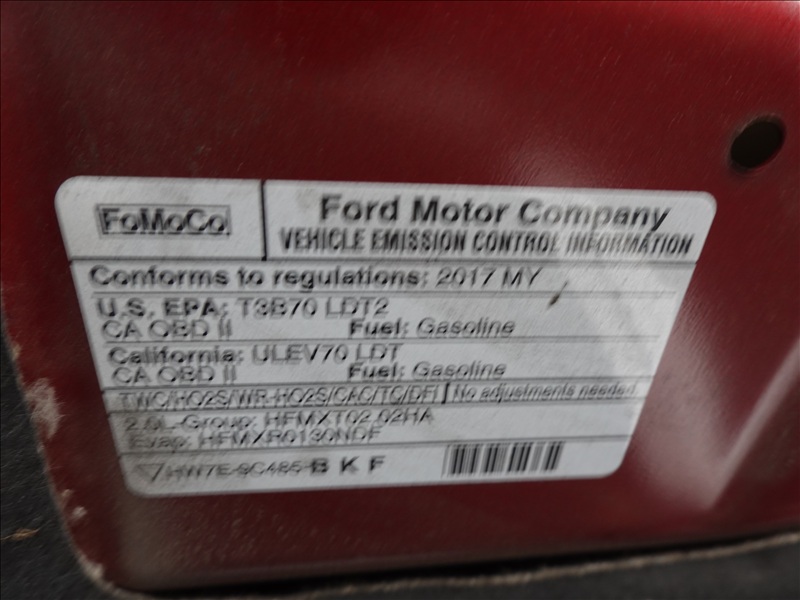 FoMoCo
Ford Motor Company
VEHICLE EMISSION CONTROL INFORMATION
Conforms to regulations: 2017 MY
U.S. EPA: T3B70 LDT2
CA OBD II Fuel: Gasoline
California: ULEV70 LDT
CA OBD II Fuel: Gasoline
TWC/HO2S/WR-HO2S/CAC/TC/DFI No adjustments needed.
2.0L-Group: HFMXT02.02HA
Evap: HFMXR0130NDF
HW7E-9C485-BKF